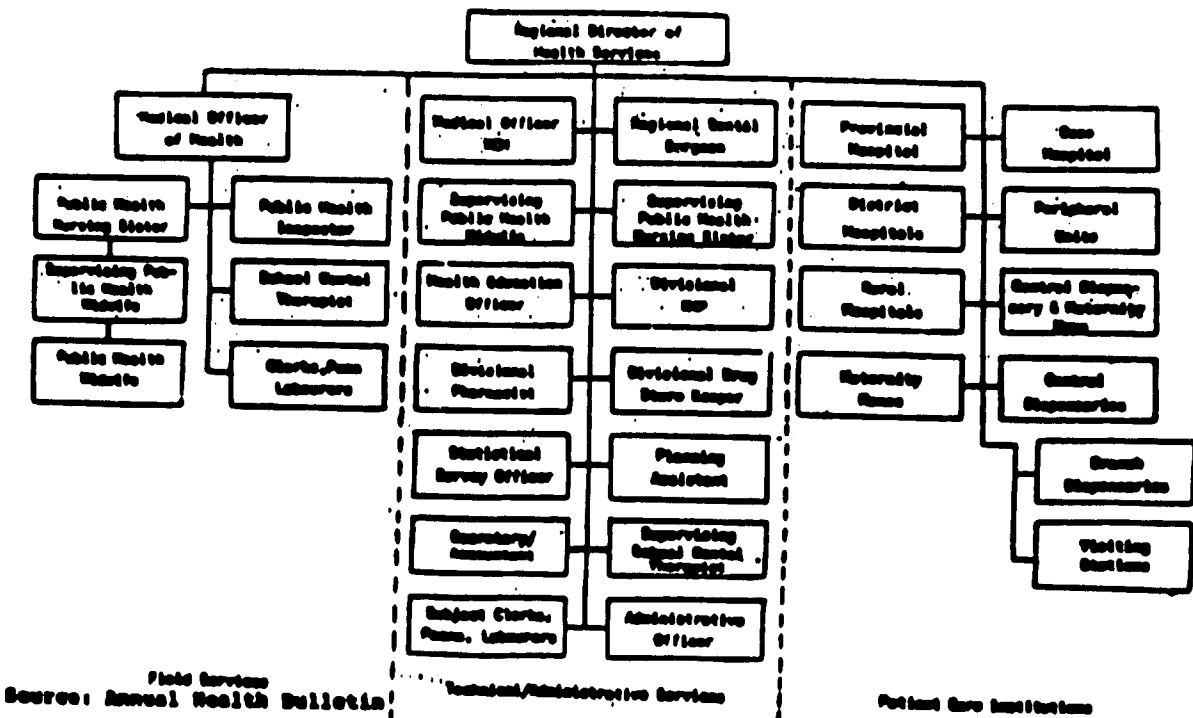 Regional Director of
Health Services
Medical Officer
of Health
Public Health
Nursing Sister
Public Health
Inspector
Supervising Pub-
lic Health
Midwife
School Dental
Therapist
Public Health
Midwife
Labourers
Field Services
Medical Officer
Regional Dental
Surgeon
Supervising
Public Health
Midwife
Supervising
Public Health
Nursing Sister
Health Education
Officer
Divisional
Divisional
Pharmacist
Divisional Drug
Store Keeper
Statistical
Survey Officer
Planning
Assistant
Secretary/
Accountant
Supervising
School Dental
Therapist
Subject Clerks,
Peons, Labourers
Administrative
Officer
Technical/Administrative Services
Provincial
Hospital
Base
Hospital
District
Hospitals
Peripheral
Units
Rural
Hospitals
Central Dispens-
ary & Maternity
Maternity
Homes
Central
Dispensaries
Branch
Dispensaries
Visiting
Stations
Patient Care Institutions
Source: Annual Health Bulletin